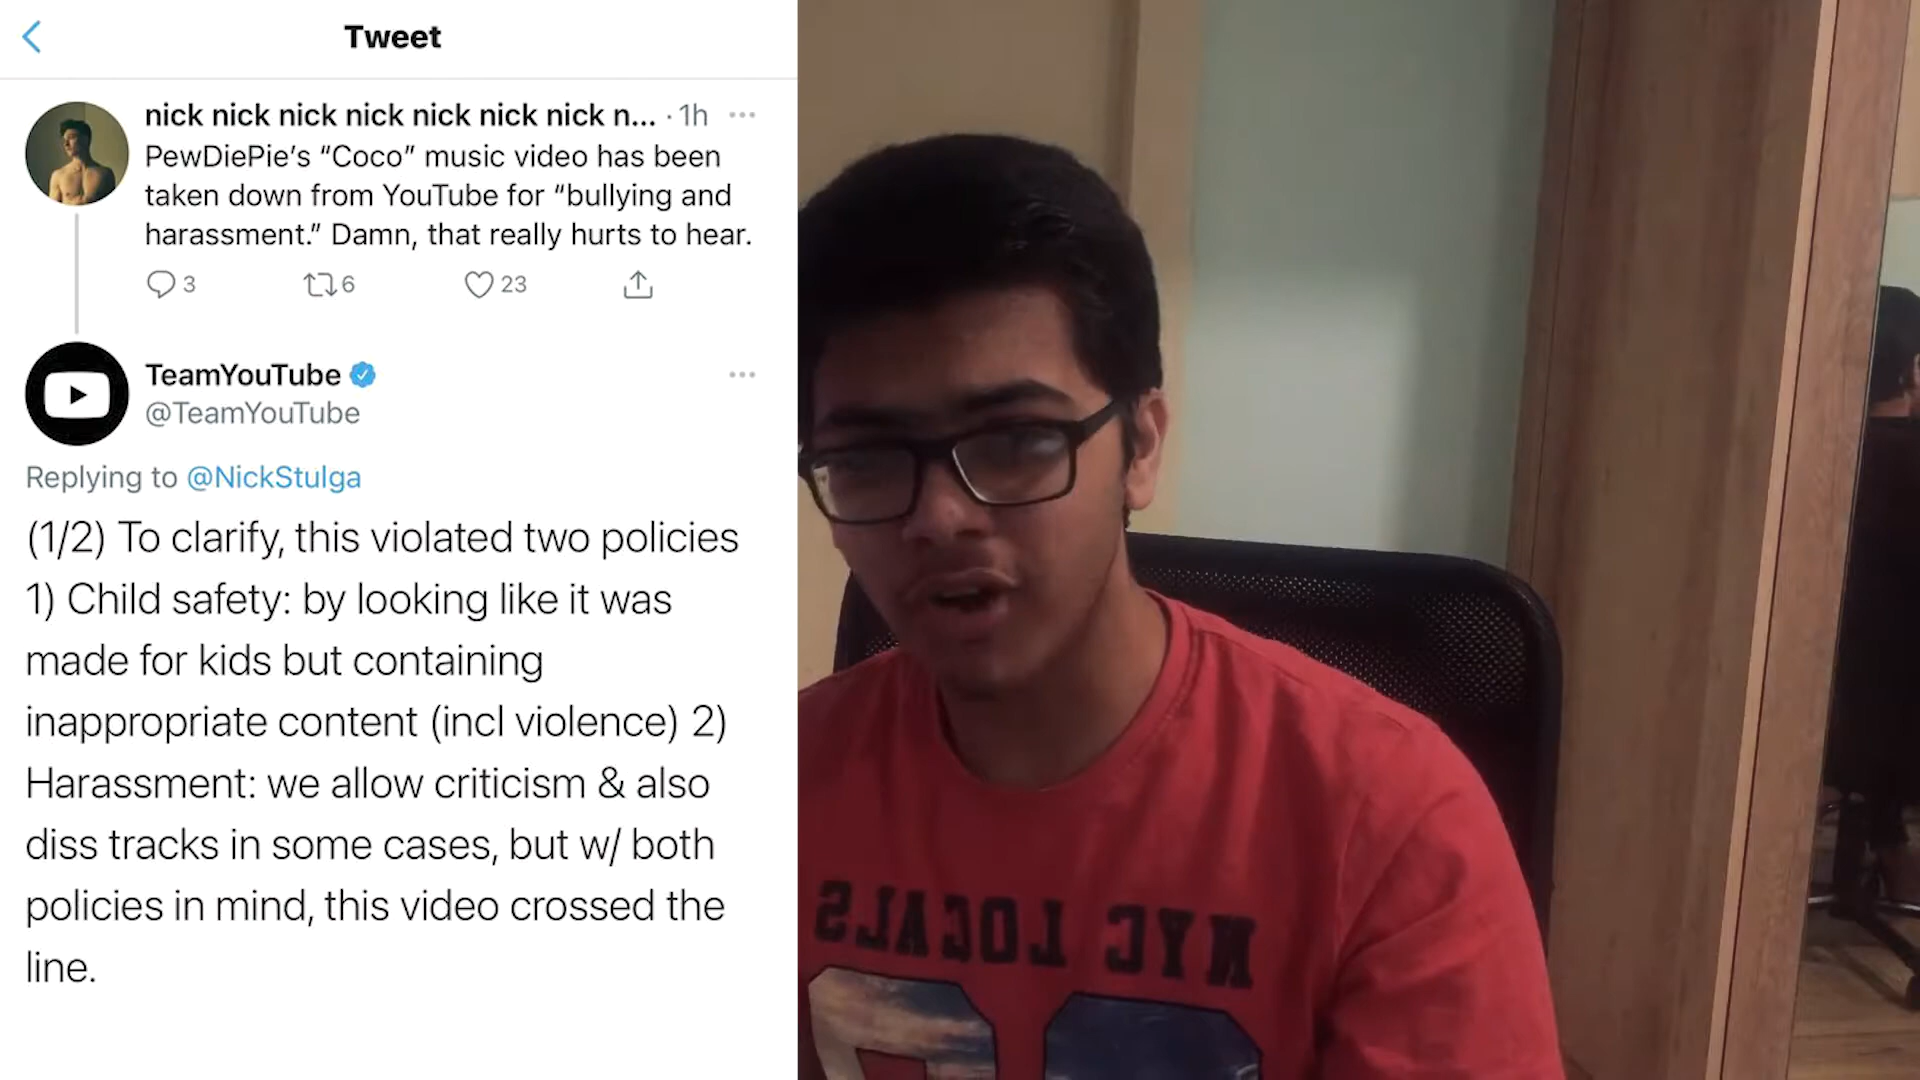 Tweet
nick nick nick nick nick nick nick n... · 1h
PewDiePie's “Coco” music video has been
taken down from YouTube for “bullying and
harassment.” Damn, that really hurts to hear.
3 6 23
TeamYouTube
@TeamYouTube
Replying to @NickStulga
(1/2) To clarify, this violated two policies
1) Child safety: by looking like it was
made for kids but containing
inappropriate content (incl violence) 2)
Harassment: we allow criticism & also
diss tracks in some cases, but w/ both
policies in mind, this video crossed the
line.
NYC LOCALS